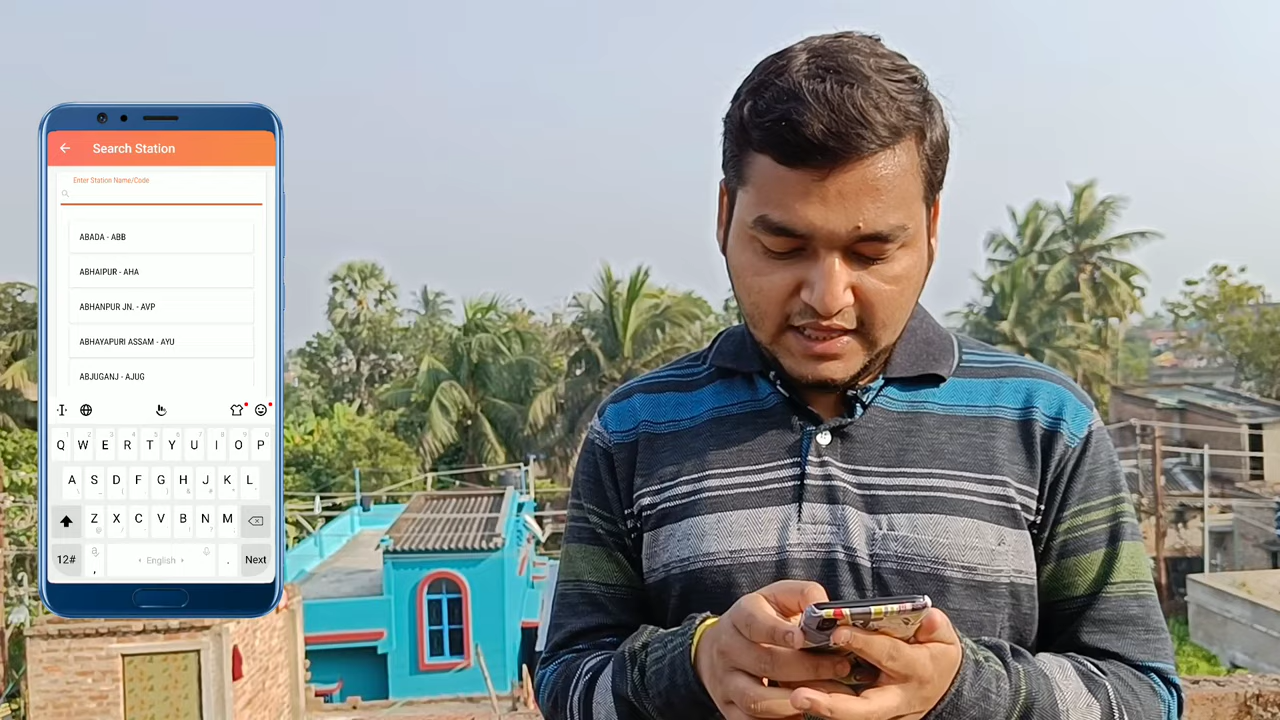 Search Station
Enter Station Name/Code
ABADA - ABB
ABHAIPUR - AHA
ABHANPUR JN. - AVP
ABHAYAPURI ASSAM - AYU
ABJUGANJ - AJUG
Q W E R T Y U I O P
A S D F G H J K L
Z X C V B N M
12# , English . Next